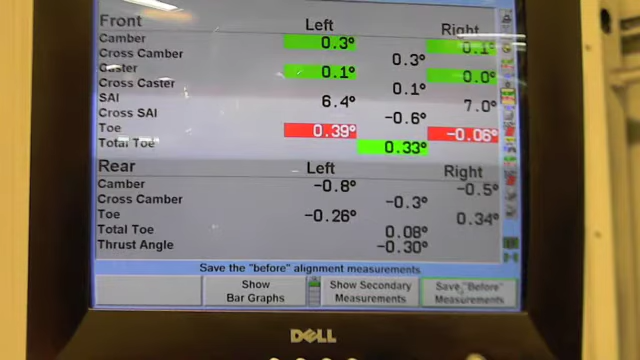 Front Left Right
Camber 0.3° 0.1°
Cross Camber 0.3°
Caster 0.1° 0.0°
Cross Caster 0.1°
SAI 6.4° 7.0°
Cross SAI -0.6°
Toe 0.39° -0.06°
Total Toe 0.33°
Rear Left Right
Camber -0.8° -0.5°
Cross Camber -0.3°
Toe -0.26° 0.34°
Total Toe 0.08°
Thrust Angle -0.30°
Save the "before" alignment measurements.
Show
Bar Graphs
Show Secondary
Measurements
Save "Before"
Measurements
DELL